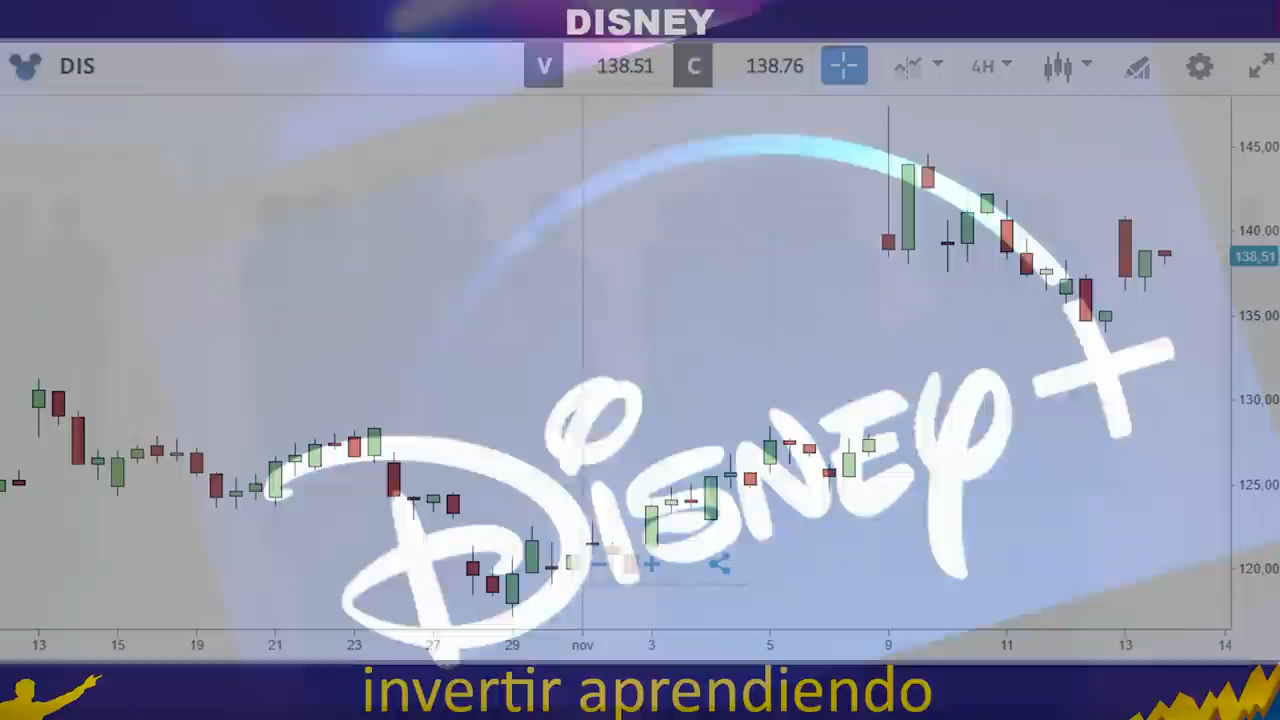 DISNEY
DIS V 138.51 C 138.76 4H
145,00
140,00
138,51
135,00
130,00
125,00
120,00
Disney+
13 15 19 21 23 27 29 nov 3 5 9 11 13 14
invertir aprendiendo